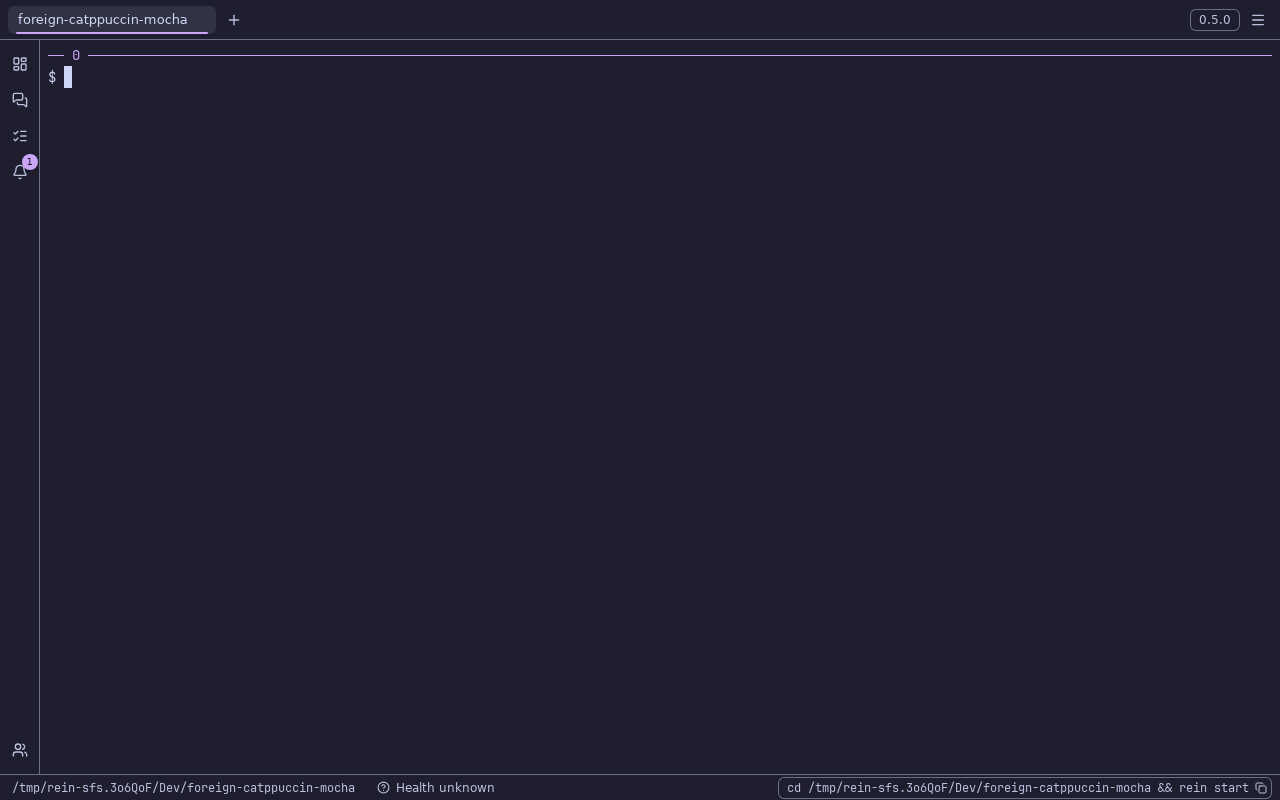 foreign-catppuccin-mocha
0.5.0
0
$
1
/tmp/rein-sfs.3o6QoF/Dev/foreign-catppuccin-mocha
Health unknown
cd /tmp/rein-sfs.3o6QoF/Dev/foreign-catppuccin-mocha && rein start